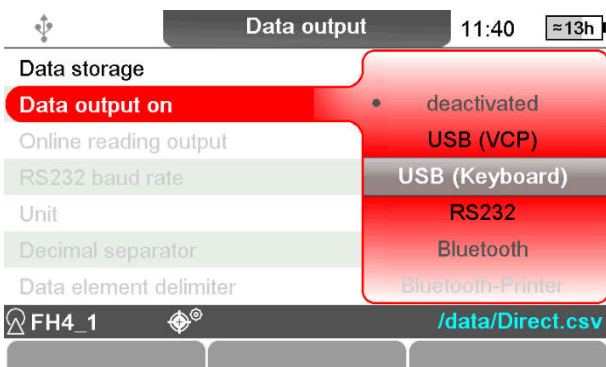 Data output 11:40 ≈13h
Data storage
Data output on • deactivated
Online reading output USB (VCP)
RS232 baud rate USB (Keyboard)
Unit RS232
Decimal separator Bluetooth
Data element delimiter Bluetooth-Printer
FH4_1 /data/Direct.csv